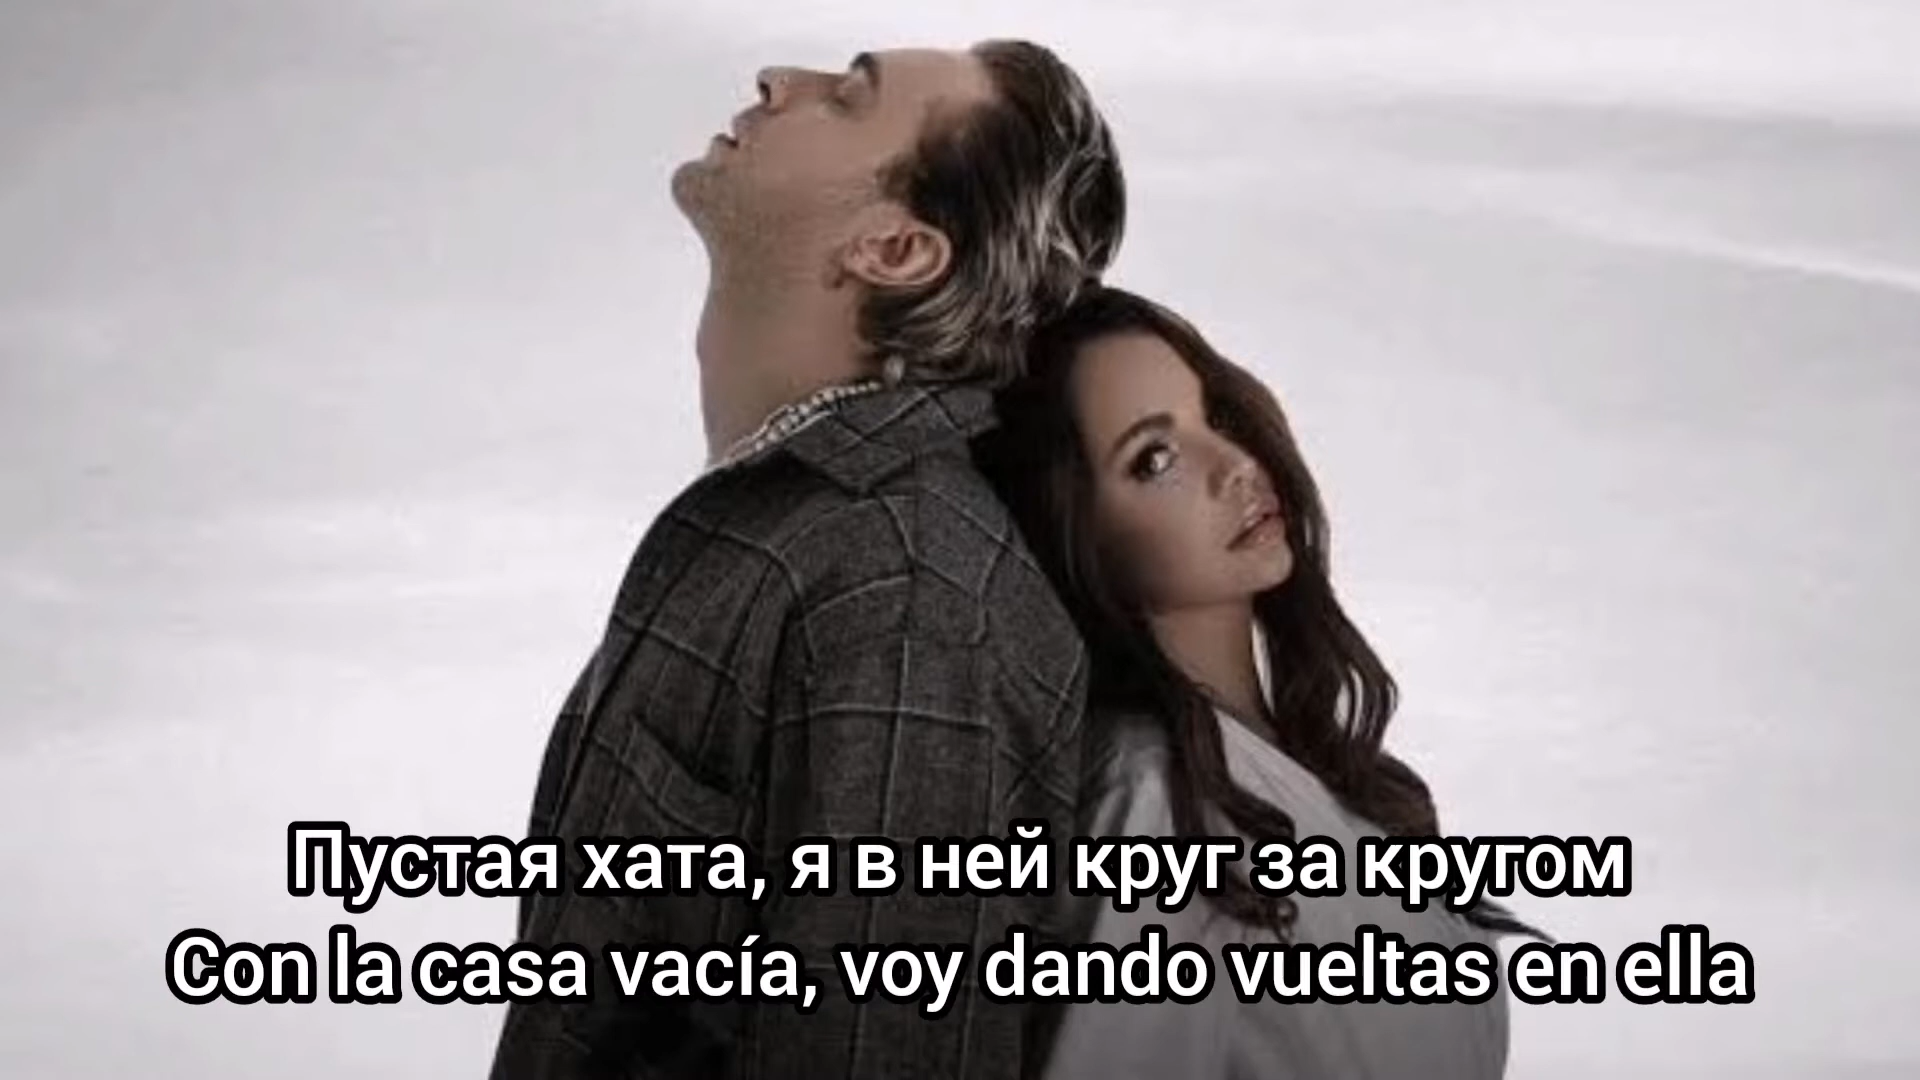 Пустая хата, я в ней круг за кругом
Con la casa vacía, voy dando vueltas en ella